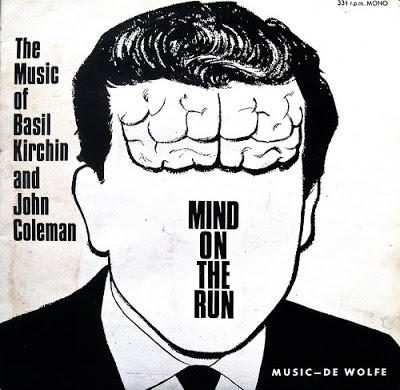 33⅓ r.p.m. MONO
The
Music
of
Basil
Kirchin
and
John
Coleman
MIND
ON
THE
RUN
MUSIC—DE WOLFE